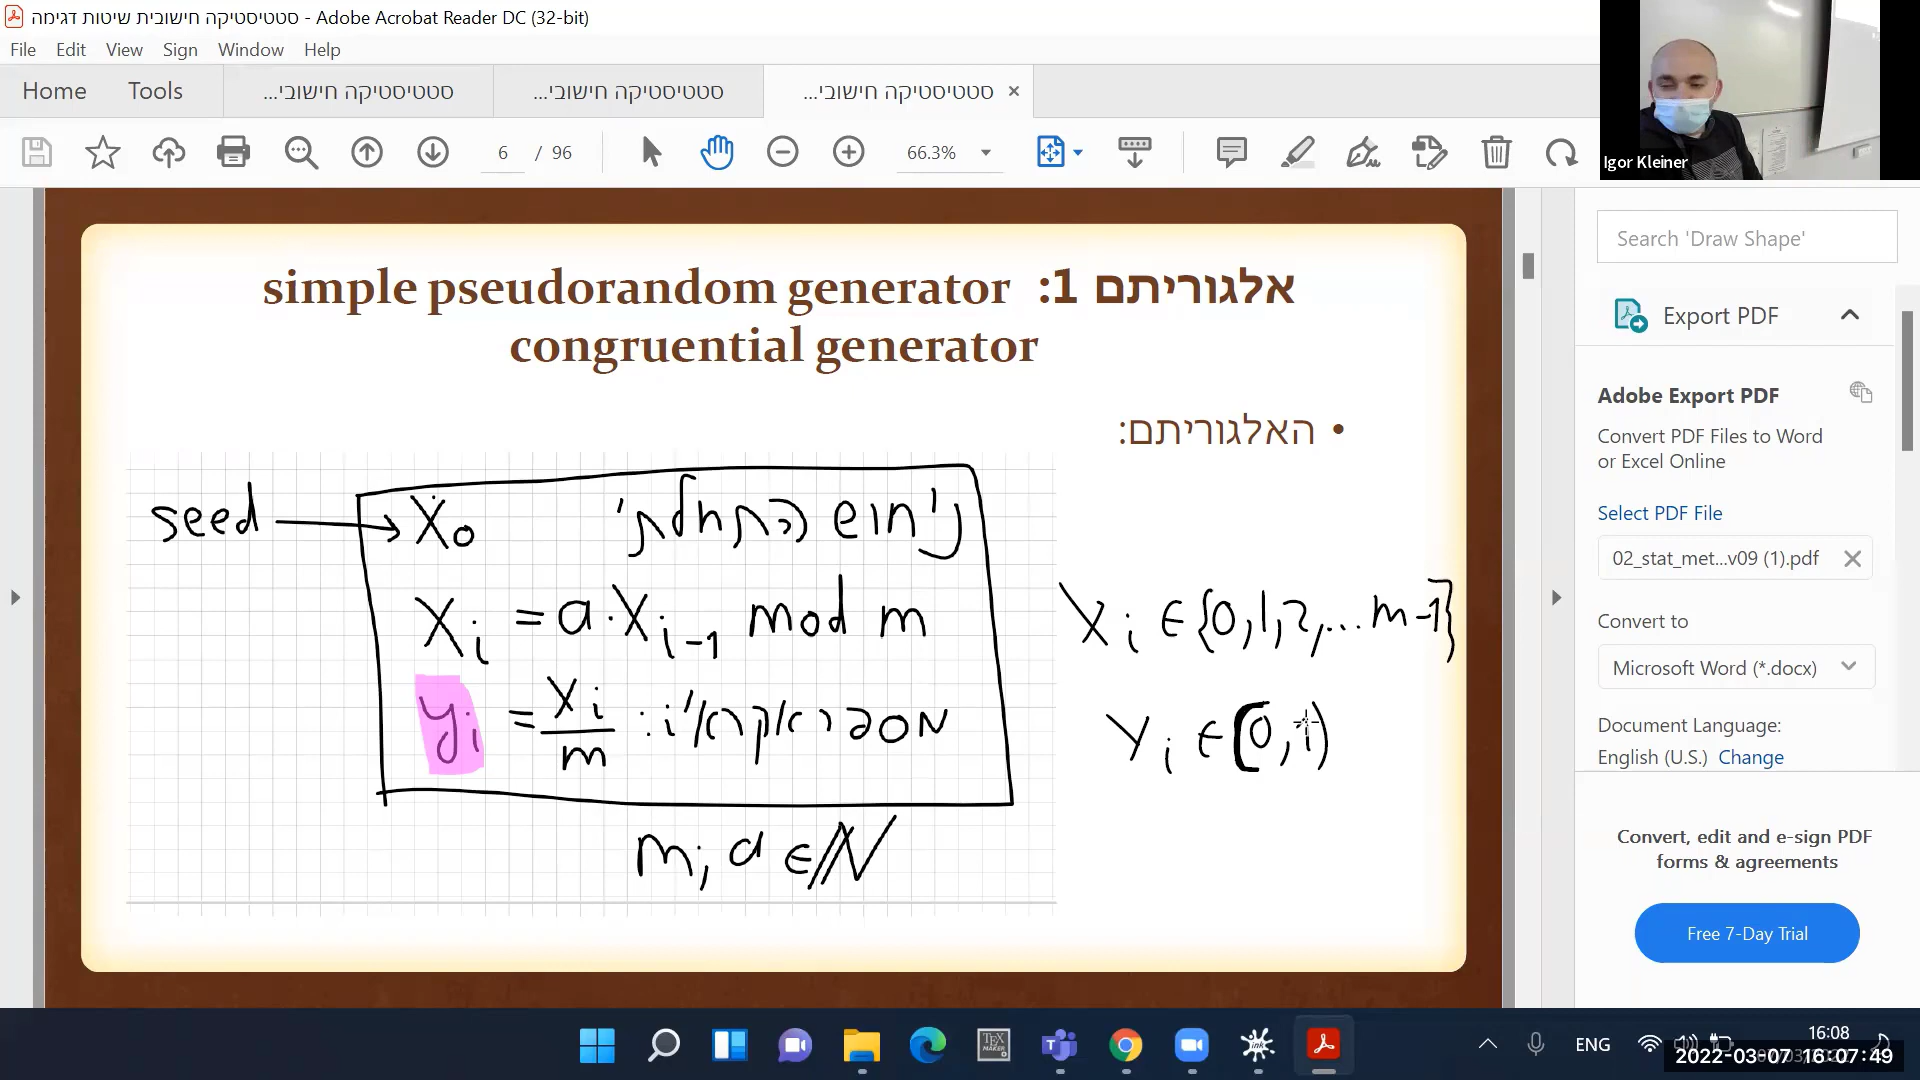 סטטיסטיקה חישובית שיטות דגימה - Adobe Acrobat Reader DC (32-bit)
File Edit View Sign Window Help
Home Tools סטטיסטיקה חישובי... סטטיסטיקה חישובי... סטטיסטיקה חישובי... ×
6 / 96 66.3%
Igor Kleiner
אלגוריתם 1: simple pseudorandom generator
congruential generator
• האלגוריתם:
seed → X₀ ניחוש התחלתי
Xᵢ = a·Xᵢ₋₁ mod m
yᵢ = Xᵢ/m :i מספר אקראי
m, a ∈ ℕ
Xᵢ ∈ {0,1,2,...m-1}
Yᵢ ∈ [0,1)
Search 'Draw Shape'
Export PDF
Adobe Export PDF
Convert PDF Files to Word
or Excel Online
Select PDF File
02_stat_met...v09 (1).pdf
Convert to
Microsoft Word (*.docx)
Document Language:
English (U.S.) Change
Convert, edit and e-sign PDF
forms & agreements
Free 7-Day Trial
TEX
MAKER
ink
ENG
16:08
2022-03-07 16:07:49